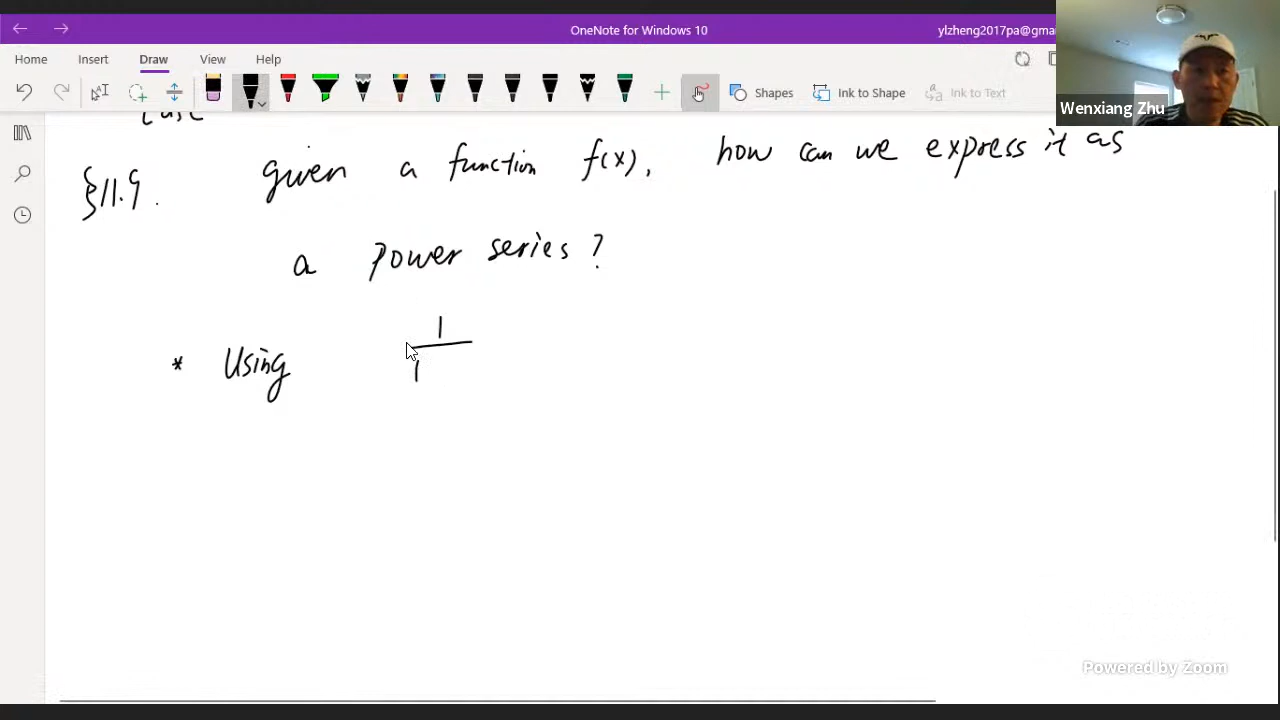 OneNote for Windows 10
ylzheng2017pa@gma
Home Insert Draw View Help
Shapes
Ink to Shape
Ink to Text
Wenxiang Zhu
given a function f(x), how can we express it as
§11.9.
a power series?
* Using 1
1
Powered by Zoom